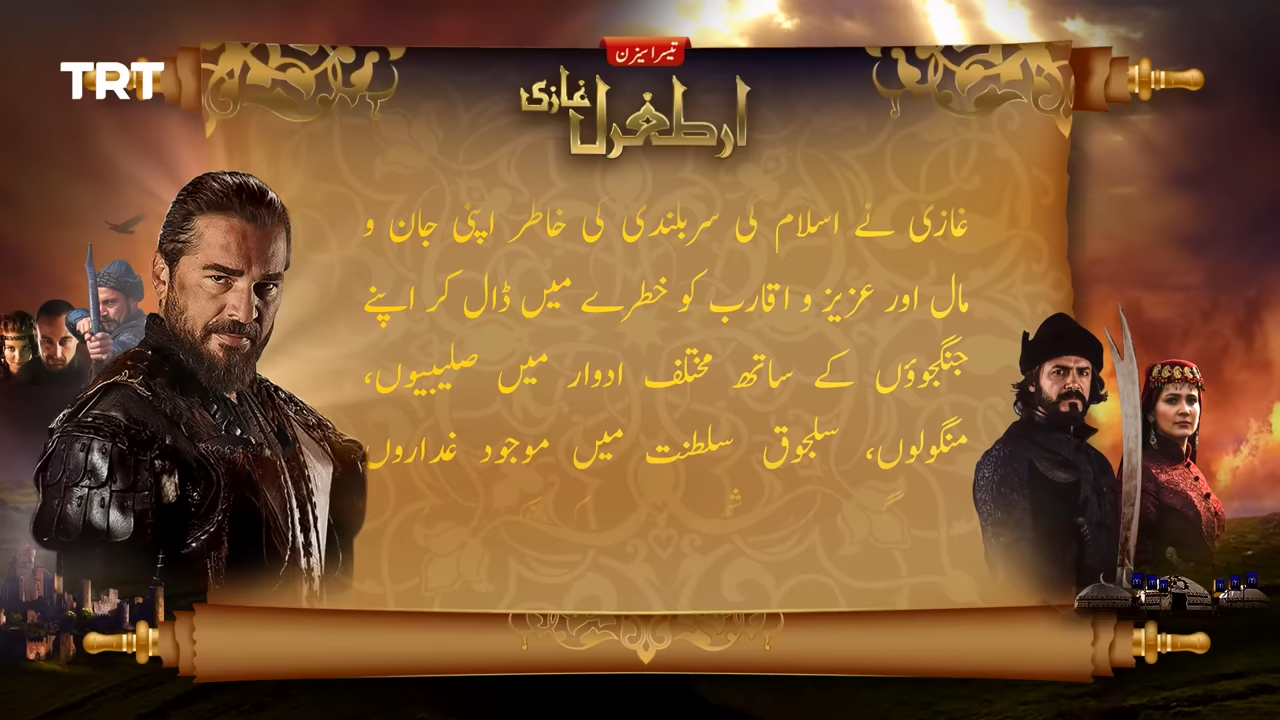 TRT
تیسرا سیزن
ارطغرل غازی
غازی نے اسلام کی سربلندی کی خاطر اپنی جان و
مال اور عزیز و اقارب کو خطرے میں ڈال کر اپنے
جنگجوؤں کے ساتھ مختلف ادوار میں صلیبیوں،
منگولوں، سلجوق سلطنت میں موجود غداروں